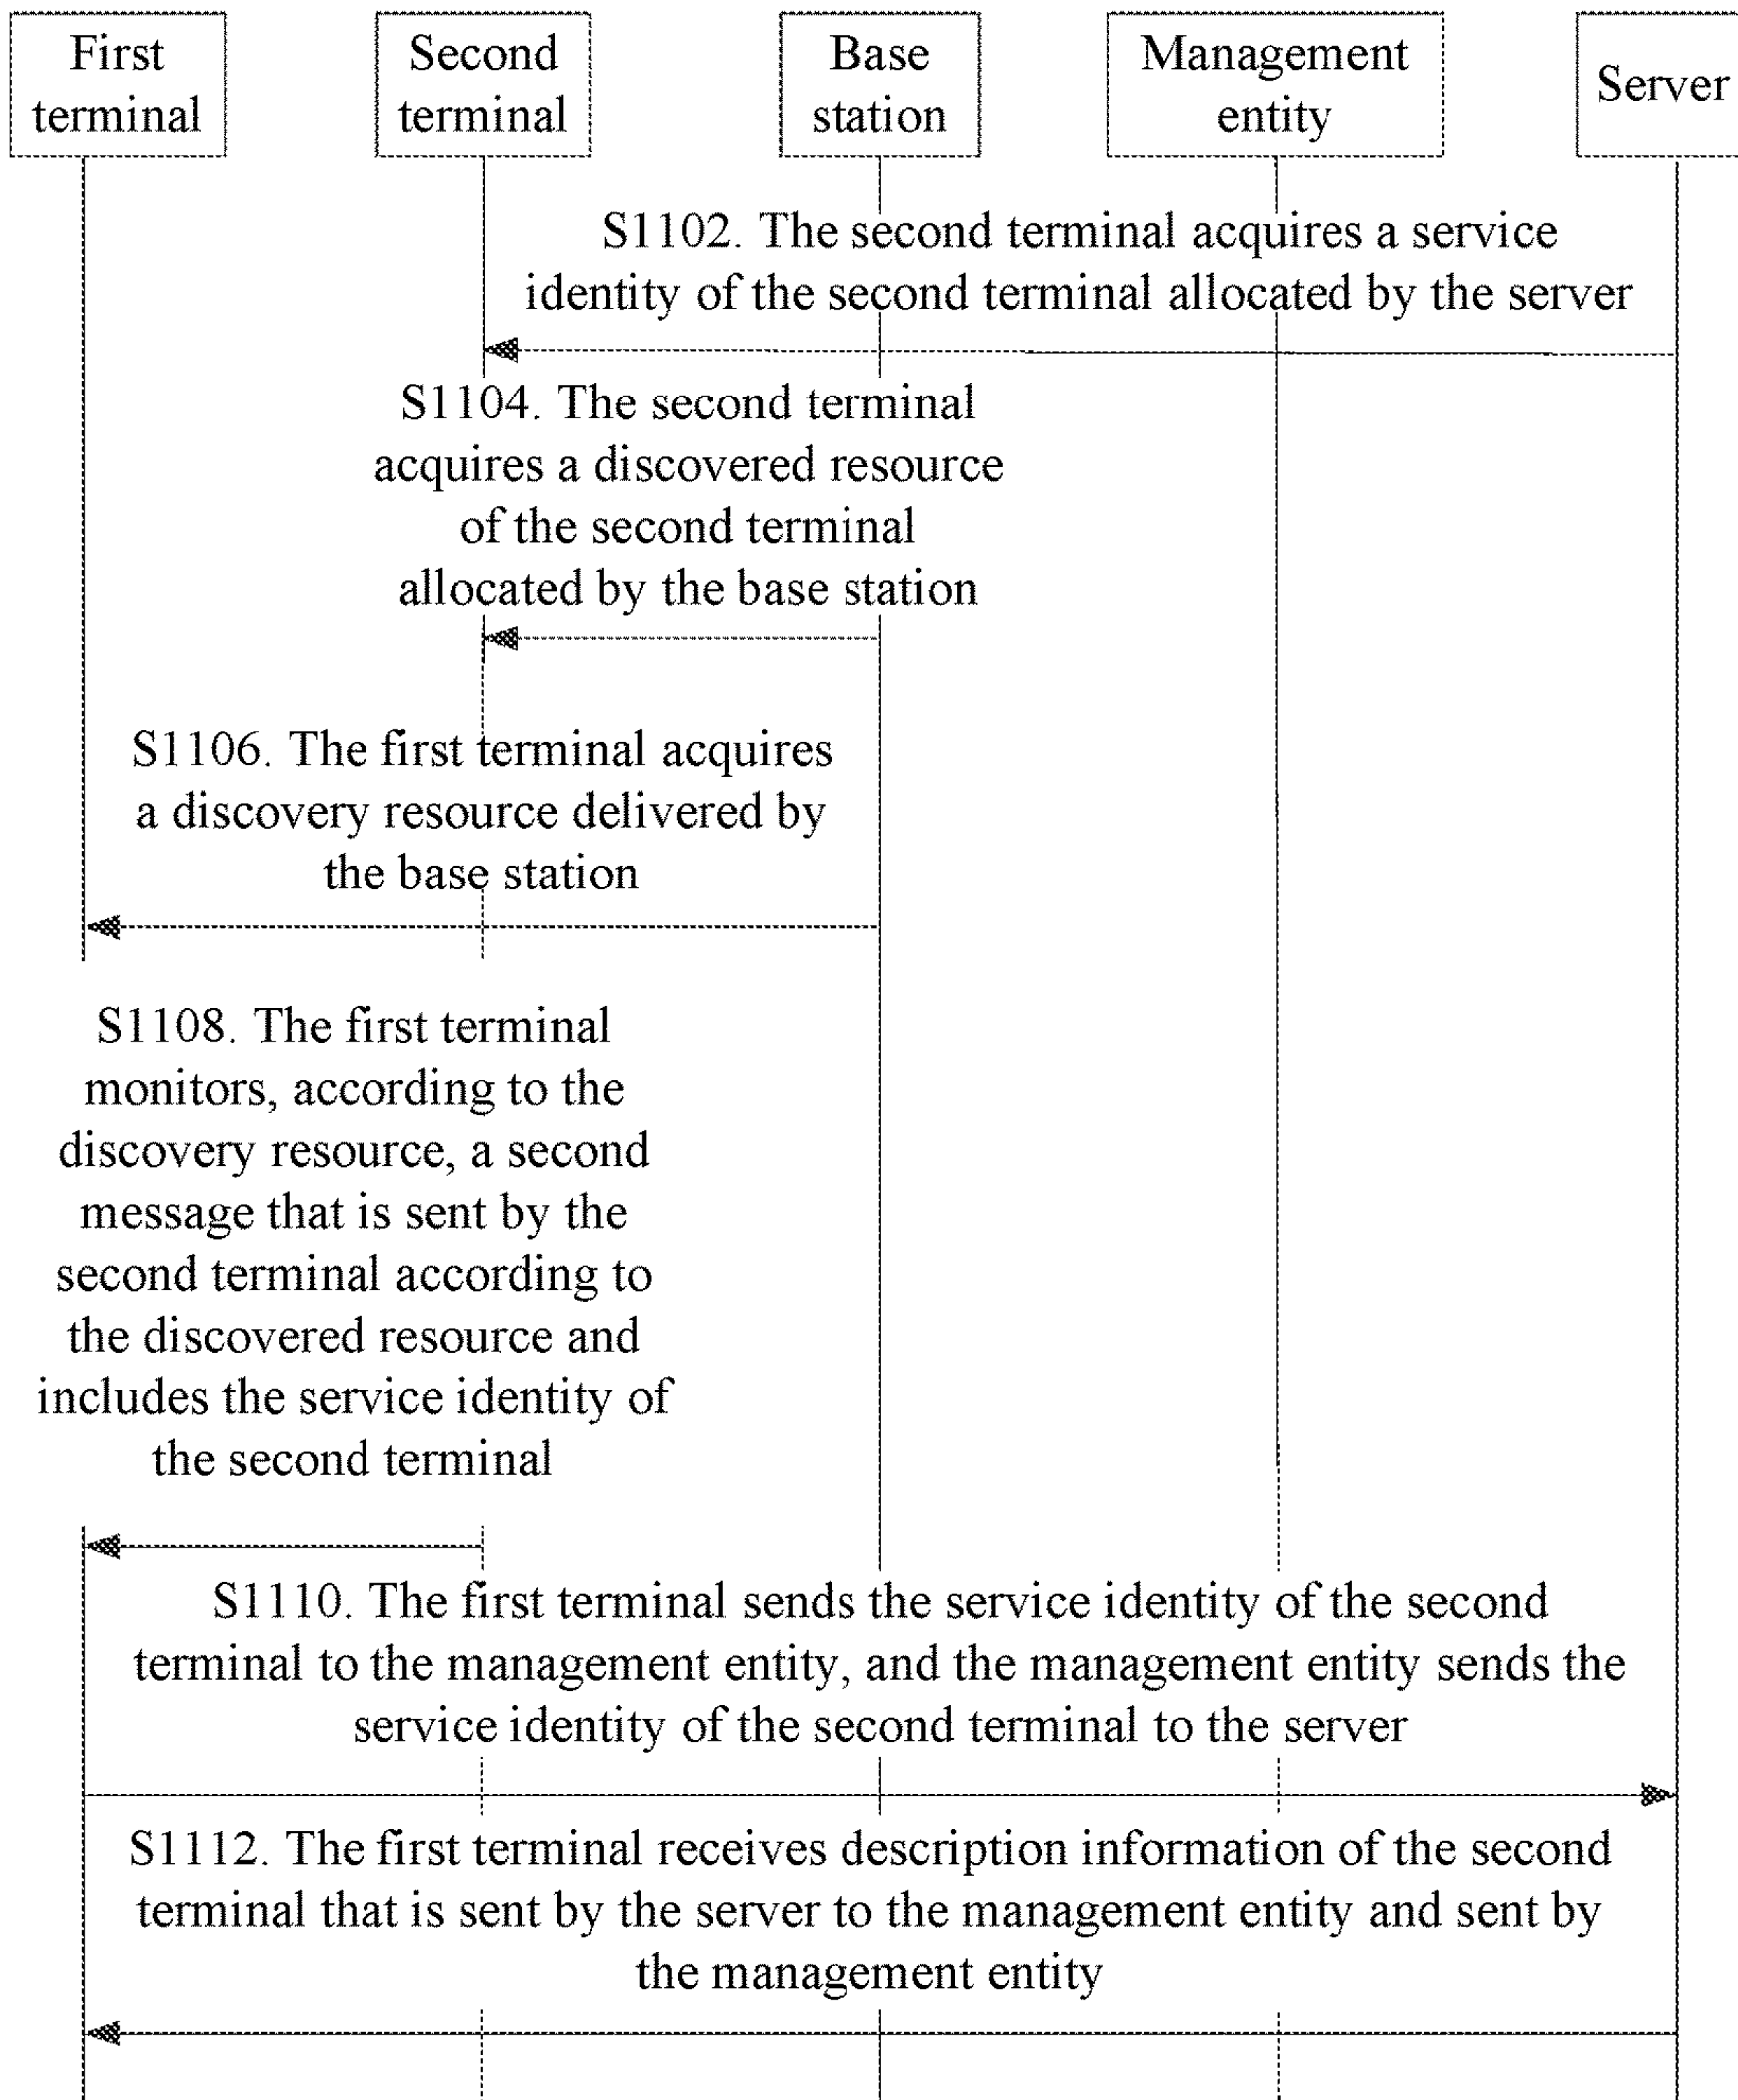 First
terminal
Second
terminal
Base
station
Management
entity
Server
S1102. The second terminal acquires a service
identity of the second terminal allocated by the server
S1104. The second terminal
acquires a discovered resource
of the second terminal
allocated by the base station
S1106. The first terminal acquires
a discovery resource delivered by
the base station
S1108. The first terminal
monitors, according to the
discovery resource, a second
message that is sent by the
second terminal according to
the discovered resource and
includes the service identity of
the second terminal
S1110. The first terminal sends the service identity of the second
terminal to the management entity, and the management entity sends the
service identity of the second terminal to the server
S1112. The first terminal receives description information of the second
terminal that is sent by the server to the management entity and sent by
the management entity